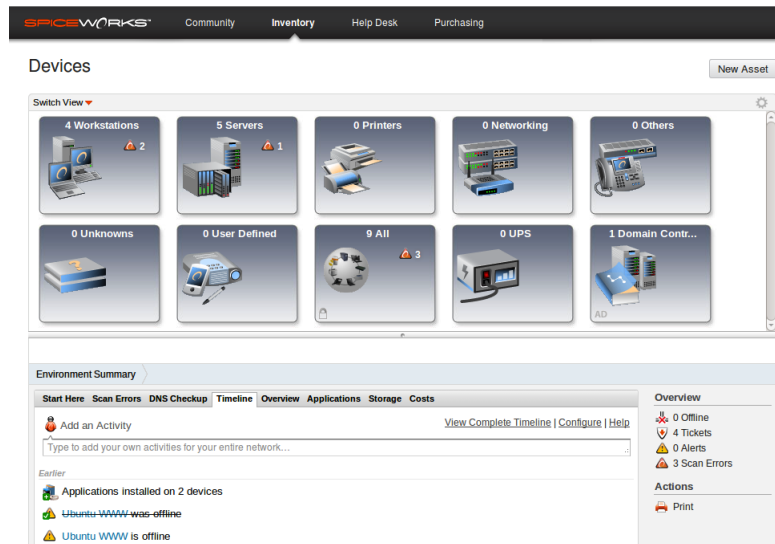 SPICEWORKS Community Inventory Help Desk Purchasing
Devices
New Asset
Switch View
4 Workstations 5 Servers 0 Printers 0 Networking 0 Others
2 1
0 Unknowns 0 User Defined 9 All 0 UPS 1 Domain Contr...
3
AD
Environment Summary
Start Here Scan Errors DNS Checkup Timeline Overview Applications Storage Costs
Overview
Add an Activity View Complete Timeline | Configure | Help
0 Offline
4 Tickets
Type to add your own activities for your entire network...
0 Alerts
3 Scan Errors
Earlier
Actions
Applications installed on 2 devices
Print
Ubuntu WWW was offline
Ubuntu WWW is offline